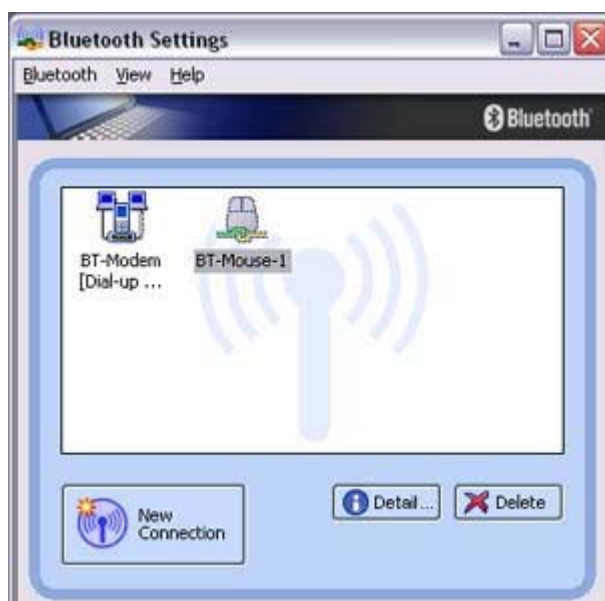 Bluetooth Settings
Bluetooth View Help
Bluetooth
BT-Modem
[Dial-up ...
BT-Mouse-1
New
Connection
Detail...
Delete